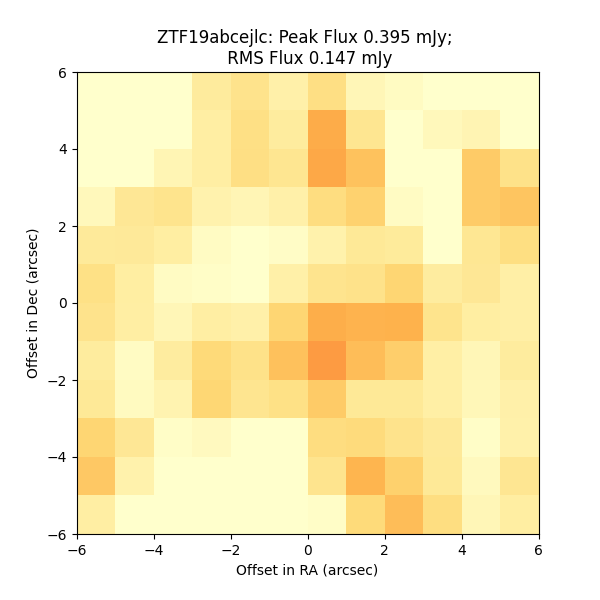 ZTF19abcejlc: Peak Flux 0.395 mJy;
RMS Flux 0.147 mJy
6
4
2
0
−2
−4
−6
Offset in Dec (arcsec)
−6 −4 −2 0 2 4 6
Offset in RA (arcsec)